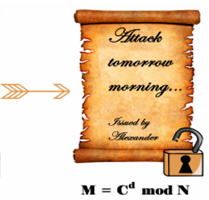 Attack
tomorrow
morning...
Issued by
Alexander
M = C^d mod N